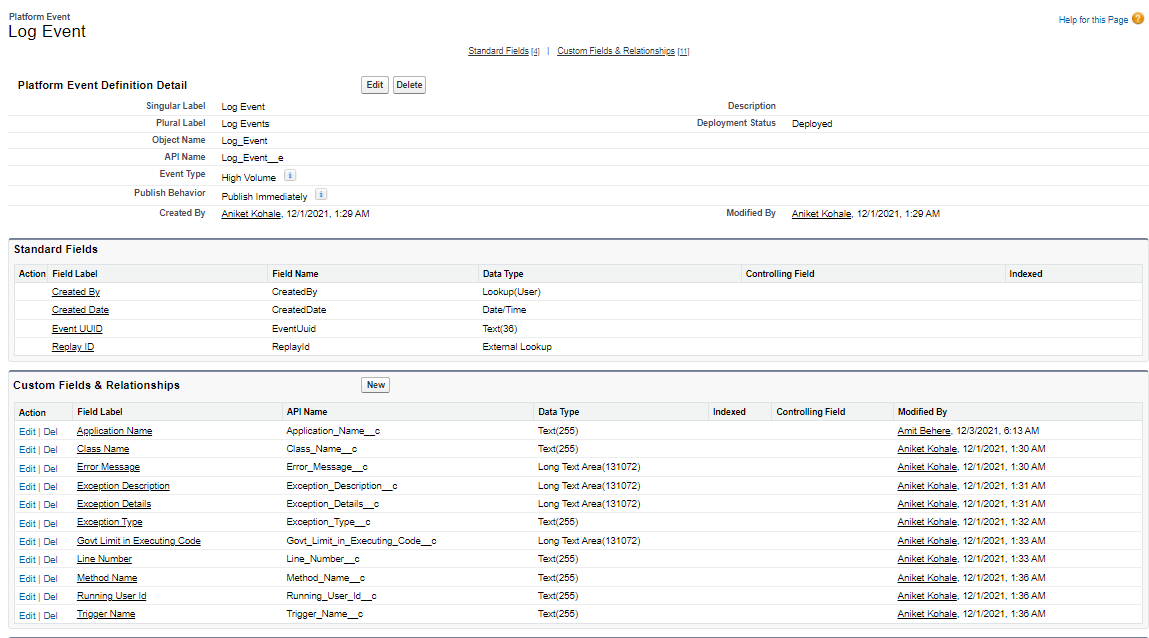 Platform Event
Log Event
Help for this Page ?
Standard Fields [4] | Custom Fields & Relationships [11]
Platform Event Definition Detail Edit Delete
Singular Label Log Event Description
Plural Label Log Events Deployment Status Deployed
Object Name Log_Event
API Name Log_Event__e
Event Type High Volume i
Publish Behavior Publish Immediately i
Created By Aniket Kohale, 12/1/2021, 1:29 AM Modified By Aniket Kohale, 12/1/2021, 1:29 AM
Standard Fields
Action Field Label Field Name Data Type Controlling Field Indexed
Created By CreatedBy Lookup(User)
Created Date CreatedDate Date/Time
Event UUID EventUuid Text(36)
Replay ID ReplayId External Lookup
Custom Fields & Relationships New
Action Field Label API Name Data Type Indexed Controlling Field Modified By
Edit | Del Application Name Application_Name__c Text(255) Amit Behere, 12/3/2021, 6:13 AM
Edit | Del Class Name Class_Name__c Text(255) Aniket Kohale, 12/1/2021, 1:30 AM
Edit | Del Error Message Error_Message__c Long Text Area(131072) Aniket Kohale, 12/1/2021, 1:30 AM
Edit | Del Exception Description Exception_Description__c Long Text Area(131072) Aniket Kohale, 12/1/2021, 1:31 AM
Edit | Del Exception Details Exception_Details__c Long Text Area(131072) Aniket Kohale, 12/1/2021, 1:31 AM
Edit | Del Exception Type Exception_Type__c Text(255) Aniket Kohale, 12/1/2021, 1:32 AM
Edit | Del Govt Limit in Executing Code Govt_Limit_in_Executing_Code__c Long Text Area(131072) Aniket Kohale, 12/1/2021, 1:33 AM
Edit | Del Line Number Line_Number__c Text(255) Aniket Kohale, 12/1/2021, 1:33 AM
Edit | Del Method Name Method_Name__c Text(255) Aniket Kohale, 12/1/2021, 1:36 AM
Edit | Del Running User Id Running_User_Id__c Text(255) Aniket Kohale, 12/1/2021, 1:36 AM
Edit | Del Trigger Name Trigger_Name__c Text(255) Aniket Kohale, 12/1/2021, 1:36 AM